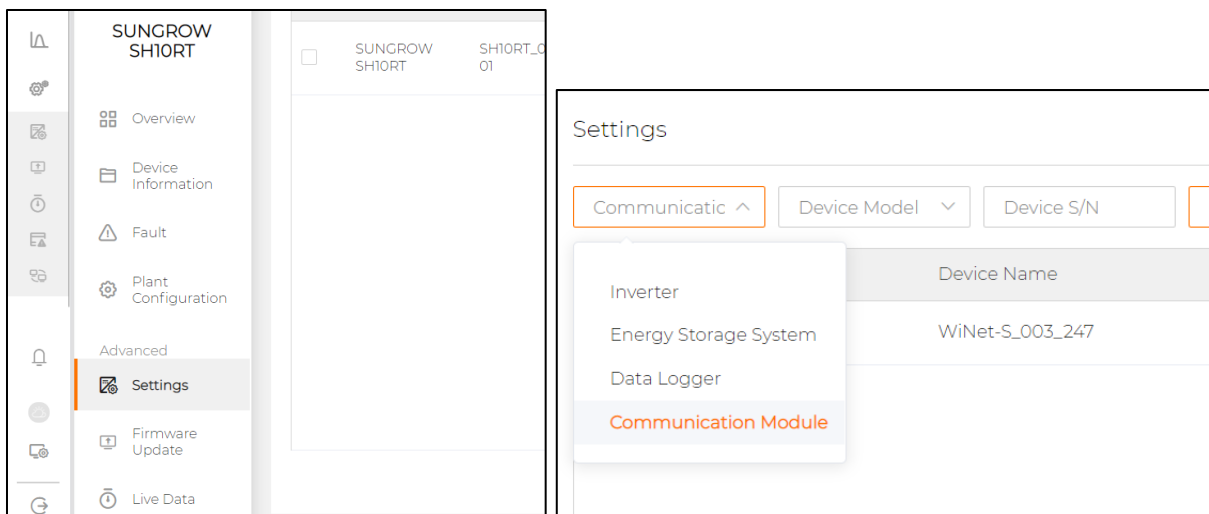 SUNGROW
SH10RT
Overview
Device
Information
Fault
Plant
Configuration
Advanced
Settings
Firmware
Update
Live Data
SUNGROW
SH10RT
SH10RT_0
01
Settings
Communicatic
Device Model
Device S/N
Inverter
Energy Storage System
Data Logger
Communication Module
Device Name
WiNet-S_003_247